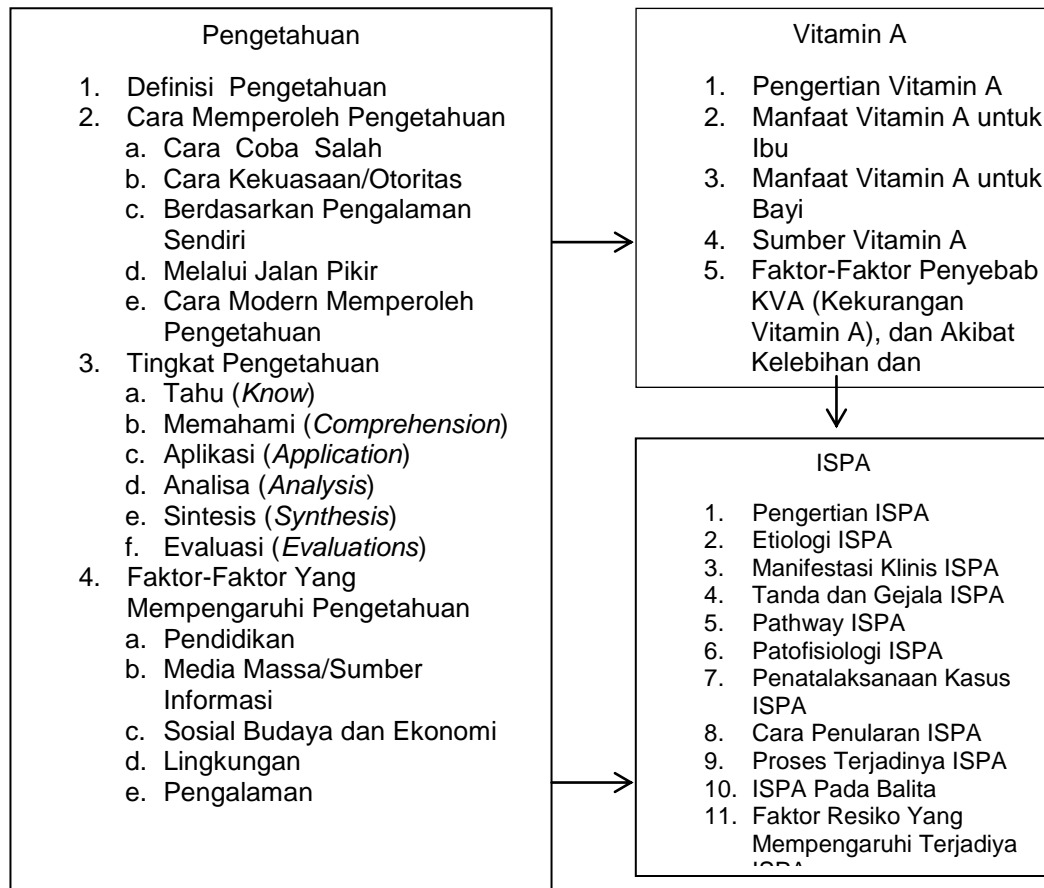 Pengetahuan
1. Definisi Pengetahuan
2. Cara Memperoleh Pengetahuan
a. Cara Coba Salah
b. Cara Kekuasaan/Otoritas
c. Berdasarkan Pengalaman
Sendiri
d. Melalui Jalan Pikir
e. Cara Modern Memperoleh
Pengetahuan
3. Tingkat Pengetahuan
a. Tahu (Know)
b. Memahami (Comprehension)
c. Aplikasi (Application)
d. Analisa (Analysis)
e. Sintesis (Synthesis)
f. Evaluasi (Evaluations)
4. Faktor-Faktor Yang
Mempengaruhi Pengetahuan
a. Pendidikan
b. Media Massa/Sumber
Informasi
c. Sosial Budaya dan Ekonomi
d. Lingkungan
e. Pengalaman
Vitamin A
1. Pengertian Vitamin A
2. Manfaat Vitamin A untuk
Ibu
3. Manfaat Vitamin A untuk
Bayi
4. Sumber Vitamin A
5. Faktor-Faktor Penyebab
KVA (Kekurangan
Vitamin A), dan Akibat
Kelebihan dan
ISPA
1. Pengertian ISPA
2. Etiologi ISPA
3. Manifestasi Klinis ISPA
4. Tanda dan Gejala ISPA
5. Pathway ISPA
6. Patofisiologi ISPA
7. Penatalaksanaan Kasus
ISPA
8. Cara Penularan ISPA
9. Proses Terjadinya ISPA
10. ISPA Pada Balita
11. Faktor Resiko Yang
Mempengaruhi Terjadiya